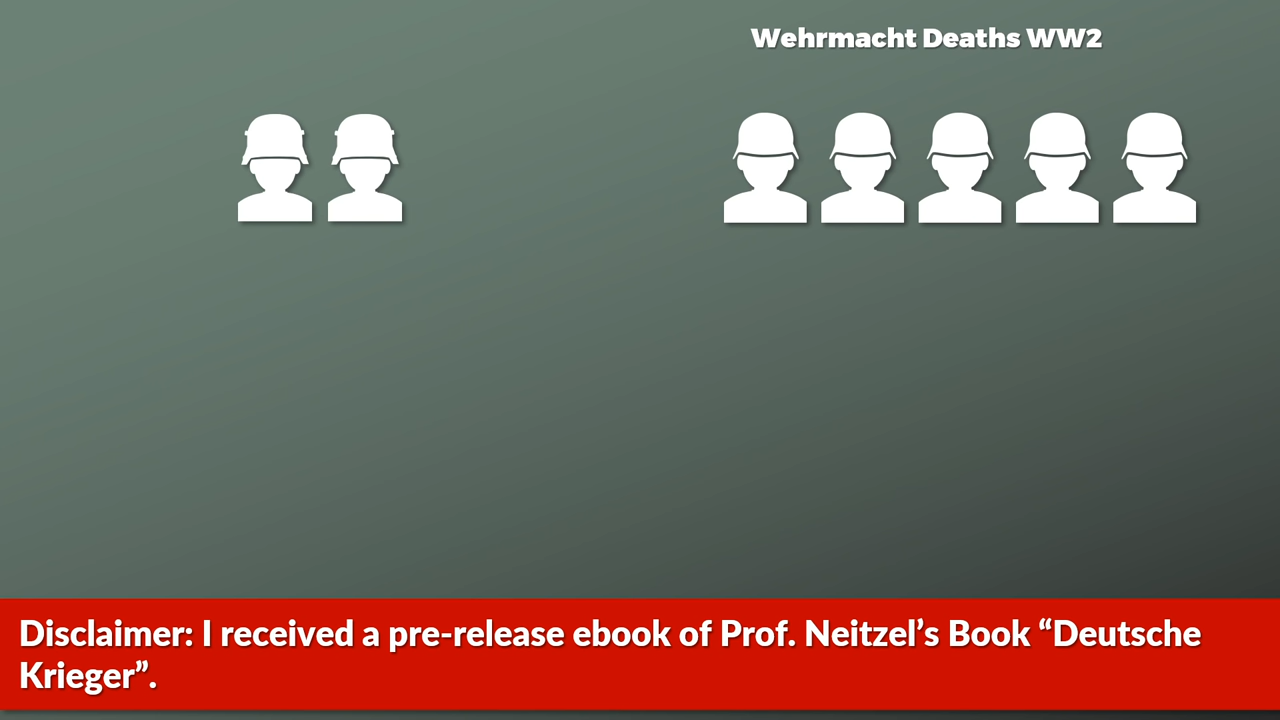 Wehrmacht Deaths WW2
Disclaimer: I received a pre-release ebook of Prof. Neitzel’s Book “Deutsche
Krieger”.